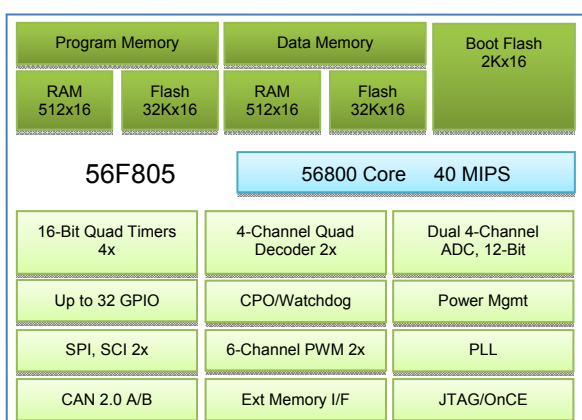 Program Memory
Data Memory
Boot Flash
2Kx16
RAM
512x16
Flash
32Kx16
RAM
512x16
Flash
32Kx16
56F805
56800 Core 40 MIPS
16-Bit Quad Timers
4x
4-Channel Quad
Decoder 2x
Dual 4-Channel
ADC, 12-Bit
Up to 32 GPIO
CPO/Watchdog
Power Mgmt
SPI, SCI 2x
6-Channel PWM 2x
PLL
CAN 2.0 A/B
Ext Memory I/F
JTAG/OnCE